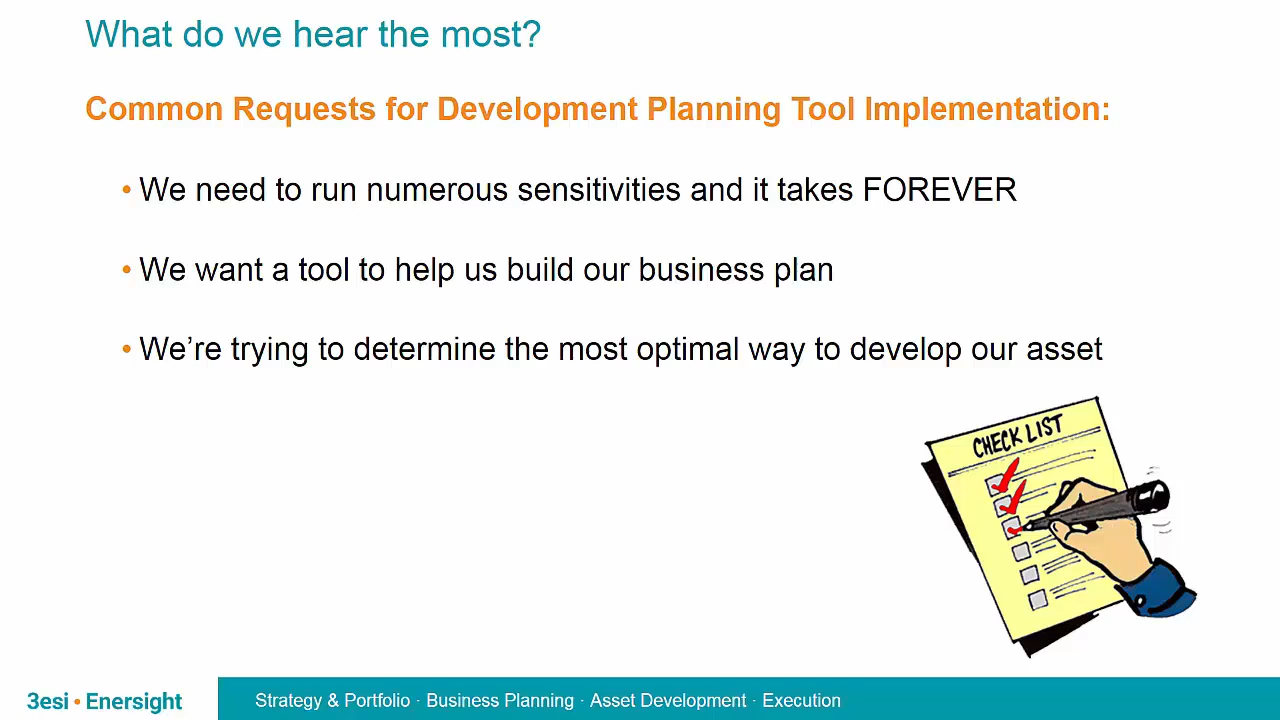 What do we hear the most?
Common Requests for Development Planning Tool Implementation:
• We need to run numerous sensitivities and it takes FOREVER
• We want a tool to help us build our business plan
• We’re trying to determine the most optimal way to develop our asset
CHECK LIST
3esi • Enersight
Strategy & Portfolio · Business Planning · Asset Development · Execution